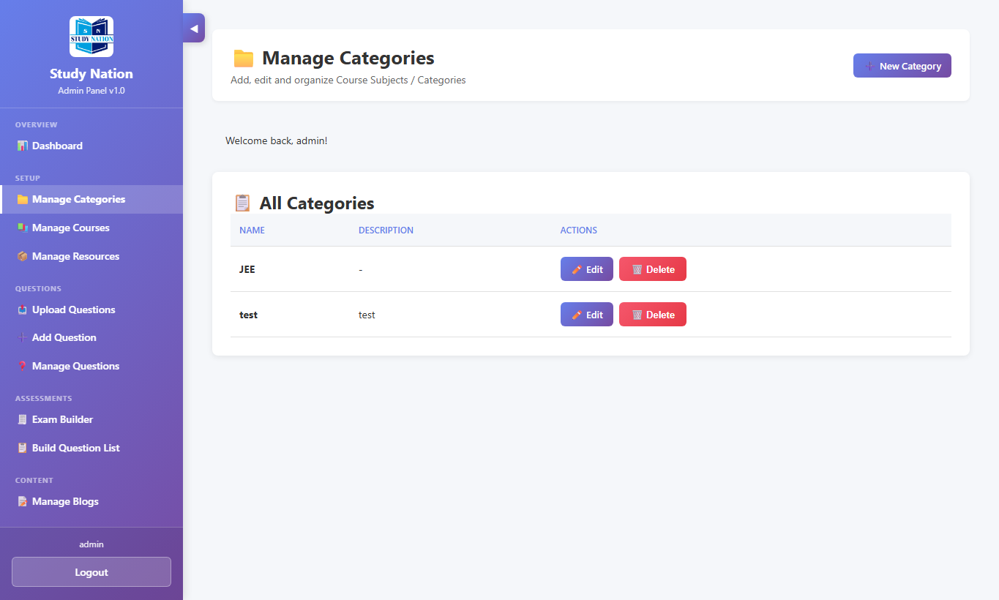 S N
STUDY NATION
Study Nation
Admin Panel v1.0
OVERVIEW
Dashboard
SETUP
Manage Categories
Manage Courses
Manage Resources
QUESTIONS
Upload Questions
Add Question
Manage Questions
ASSESSMENTS
Exam Builder
Build Question List
CONTENT
Manage Blogs
admin
Logout
Manage Categories
Add, edit and organize Course Subjects / Categories
New Category
Welcome back, admin!
All Categories
NAME DESCRIPTION ACTIONS
JEE - Edit Delete
test test Edit Delete